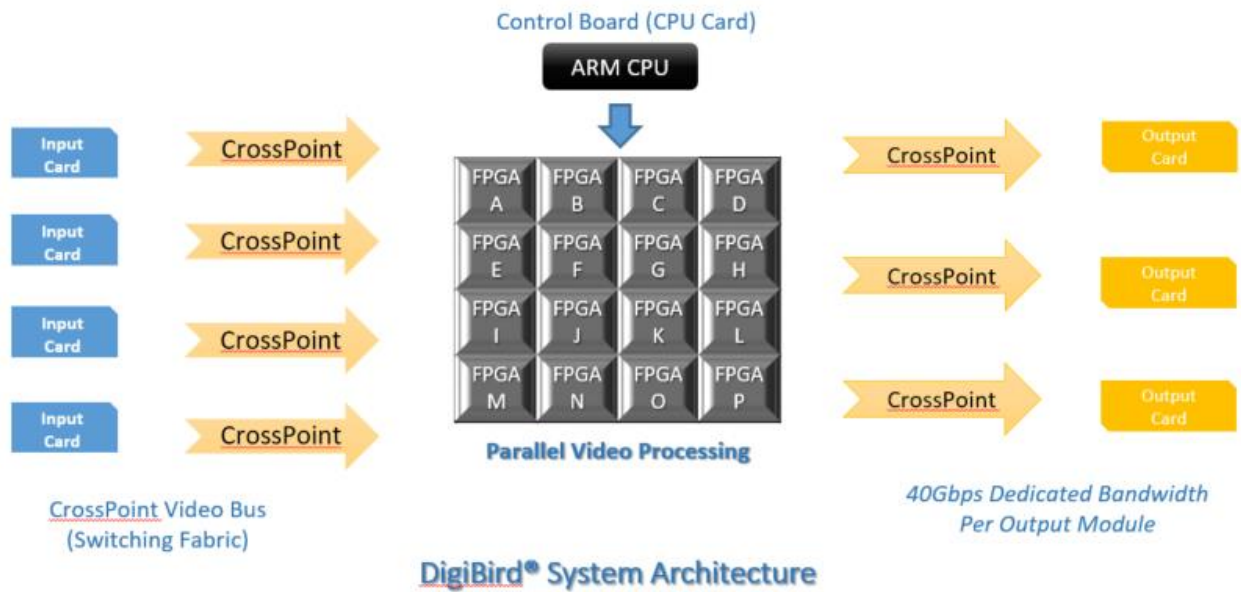 Control Board (CPU Card)
ARM CPU
Input
Card
CrossPoint
Input
Card
CrossPoint
Input
Card
CrossPoint
Input
Card
CrossPoint
FPGA
A
FPGA
B
FPGA
C
FPGA
D
FPGA
E
FPGA
F
FPGA
G
FPGA
H
FPGA
I
FPGA
J
FPGA
K
FPGA
L
FPGA
M
FPGA
N
FPGA
O
FPGA
P
Parallel Video Processing
CrossPoint
Output
Card
CrossPoint
Output
Card
CrossPoint
Output
Card
CrossPoint Video Bus
(Switching Fabric)
40Gbps Dedicated Bandwidth
Per Output Module
DigiBird® System Architecture